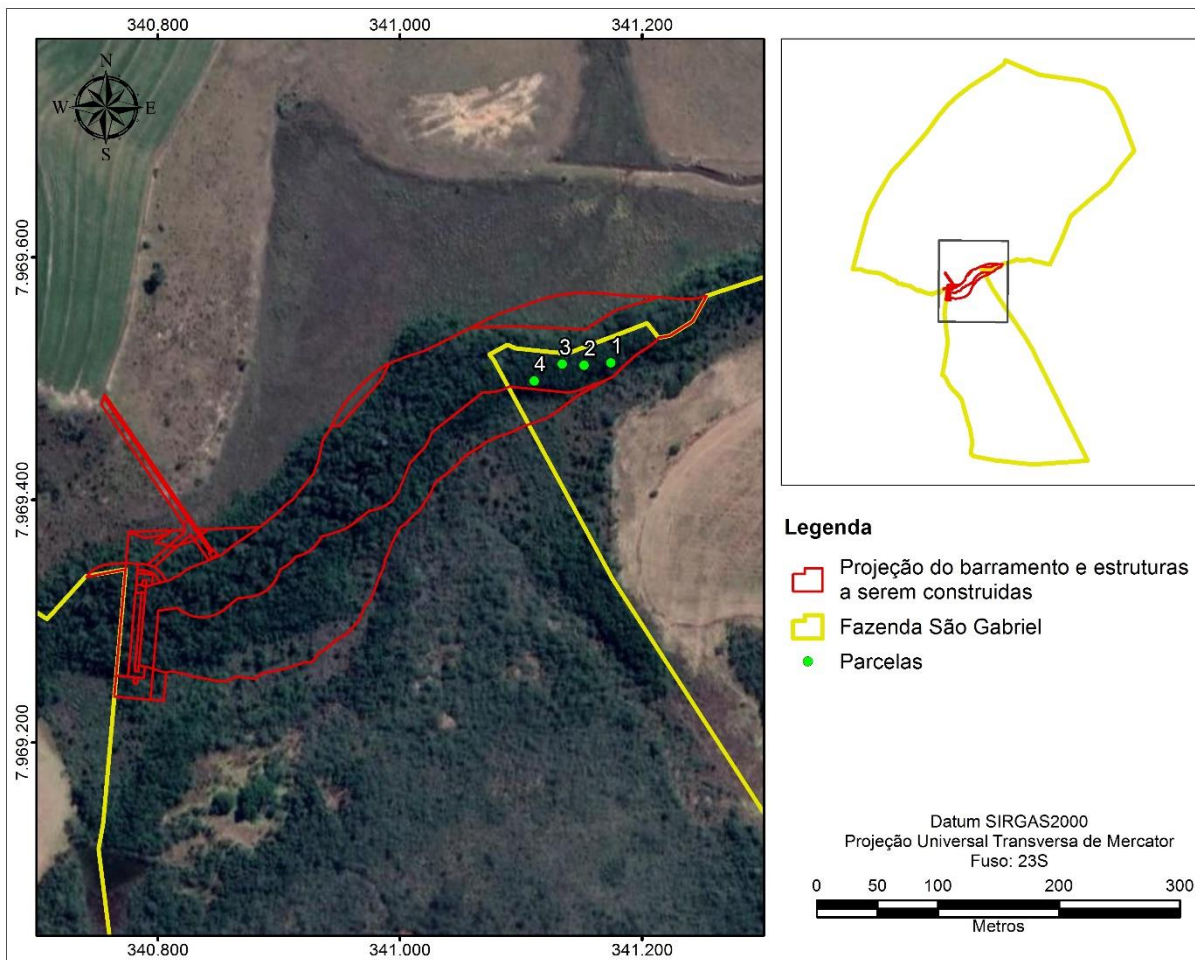 340.800
341.000
341.200
N
W
E
S
7.969.600
7.969.400
7.969.200
4
3
2
1
340.800
341.000
341.200
Legenda
Projeção do barramento e estruturas
a serem construidas
Fazenda São Gabriel
Parcelas
Datum SIRGAS2000
Projeção Universal Transversa de Mercator
Fuso: 23S
0
50
100
200
300
Metros